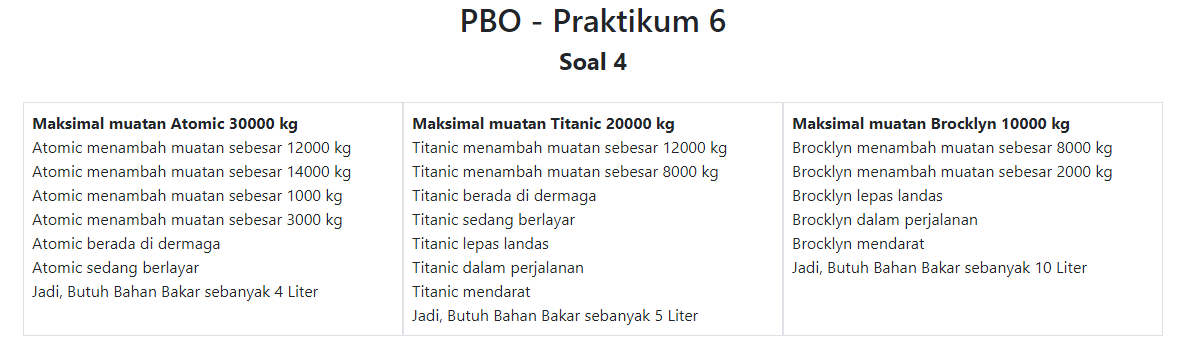 PBO - Praktikum 6
Soal 4
Maksimal muatan Atomic 30000 kg
Atomic menambah muatan sebesar 12000 kg
Atomic menambah muatan sebesar 14000 kg
Atomic menambah muatan sebesar 1000 kg
Atomic menambah muatan sebesar 3000 kg
Atomic berada di dermaga
Atomic sedang berlayar
Jadi, Butuh Bahan Bakar sebanyak 4 Liter
Maksimal muatan Titanic 20000 kg
Titanic menambah muatan sebesar 12000 kg
Titanic menambah muatan sebesar 8000 kg
Titanic berada di dermaga
Titanic sedang berlayar
Titanic lepas landas
Titanic dalam perjalanan
Titanic mendarat
Jadi, Butuh Bahan Bakar sebanyak 5 Liter
Maksimal muatan Brocklyn 10000 kg
Brocklyn menambah muatan sebesar 8000 kg
Brocklyn menambah muatan sebesar 2000 kg
Brocklyn lepas landas
Brocklyn dalam perjalanan
Brocklyn mendarat
Jadi, Butuh Bahan Bakar sebanyak 10 Liter